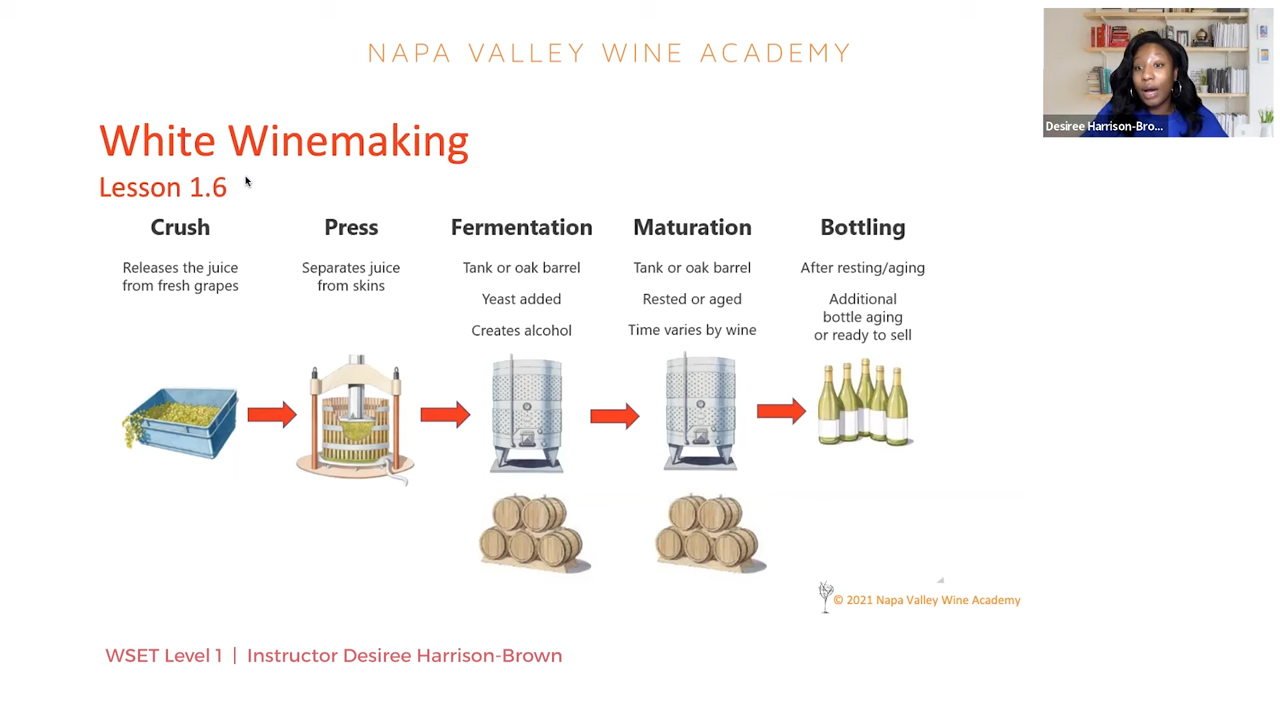 NAPA VALLEY WINE ACADEMY
Desiree Harrison-Bro...
White Winemaking
Lesson 1.6
Crush
Releases the juice
from fresh grapes
Press
Separates juice
from skins
Fermentation
Tank or oak barrel
Yeast added
Creates alcohol
Maturation
Tank or oak barrel
Rested or aged
Time varies by wine
Bottling
After resting/aging
Additional
bottle aging
or ready to sell
© 2021 Napa Valley Wine Academy
WSET Level 1 | Instructor Desiree Harrison-Brown